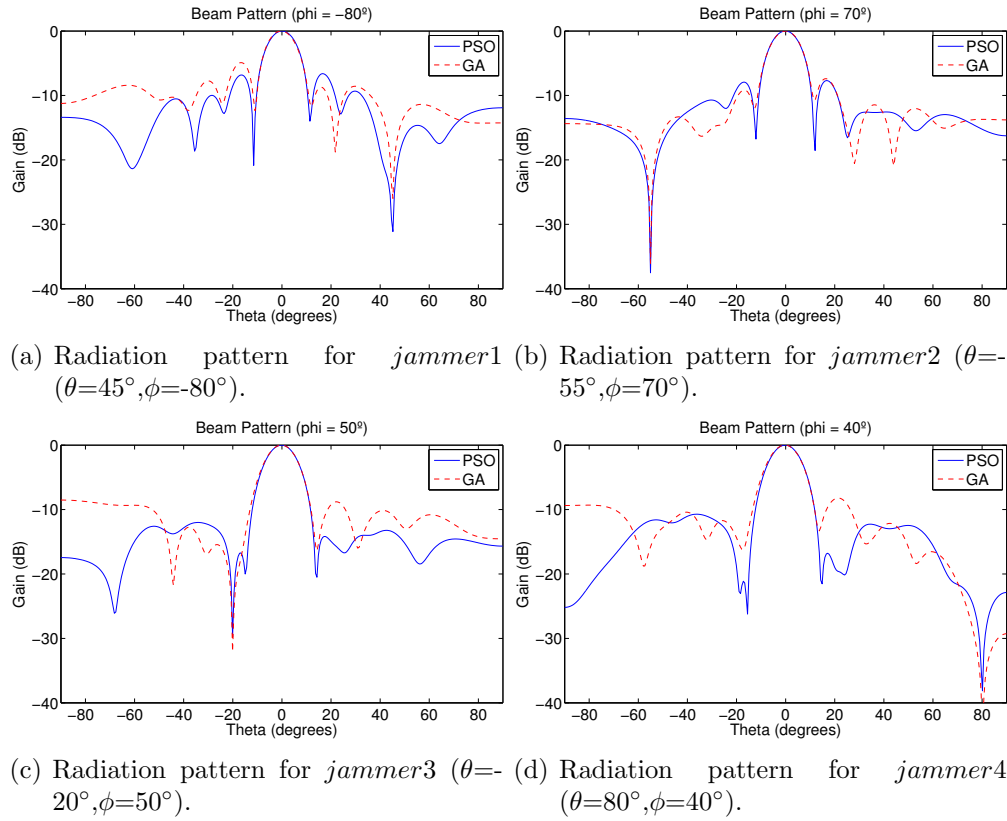 Beam Pattern (phi = −80º)
0
−10
−20
−30
−40
Gain (dB)
PSO
GA
−80 −60 −40 −20 0 20 40 60 80
Theta (degrees)
(a) Radiation pattern for jammer1 (θ=45°,ϕ=-80°).
Beam Pattern (phi = 70º)
0
−10
−20
−30
−40
Gain (dB)
PSO
GA
−80 −60 −40 −20 0 20 40 60 80
Theta (degrees)
(b) Radiation pattern for jammer2 (θ=-
55°,ϕ=70°).
Beam Pattern (phi = 50º)
0
−10
−20
−30
−40
Gain (dB)
PSO
GA
−80 −60 −40 −20 0 20 40 60 80
Theta (degrees)
(c) Radiation pattern for jammer3 (θ=-
20°,ϕ=50°).
Beam Pattern (phi = 40º)
0
−10
−20
−30
−40
Gain (dB)
PSO
GA
−80 −60 −40 −20 0 20 40 60 80
Theta (degrees)
(d) Radiation pattern for jammer4
(θ=80°,ϕ=40°).